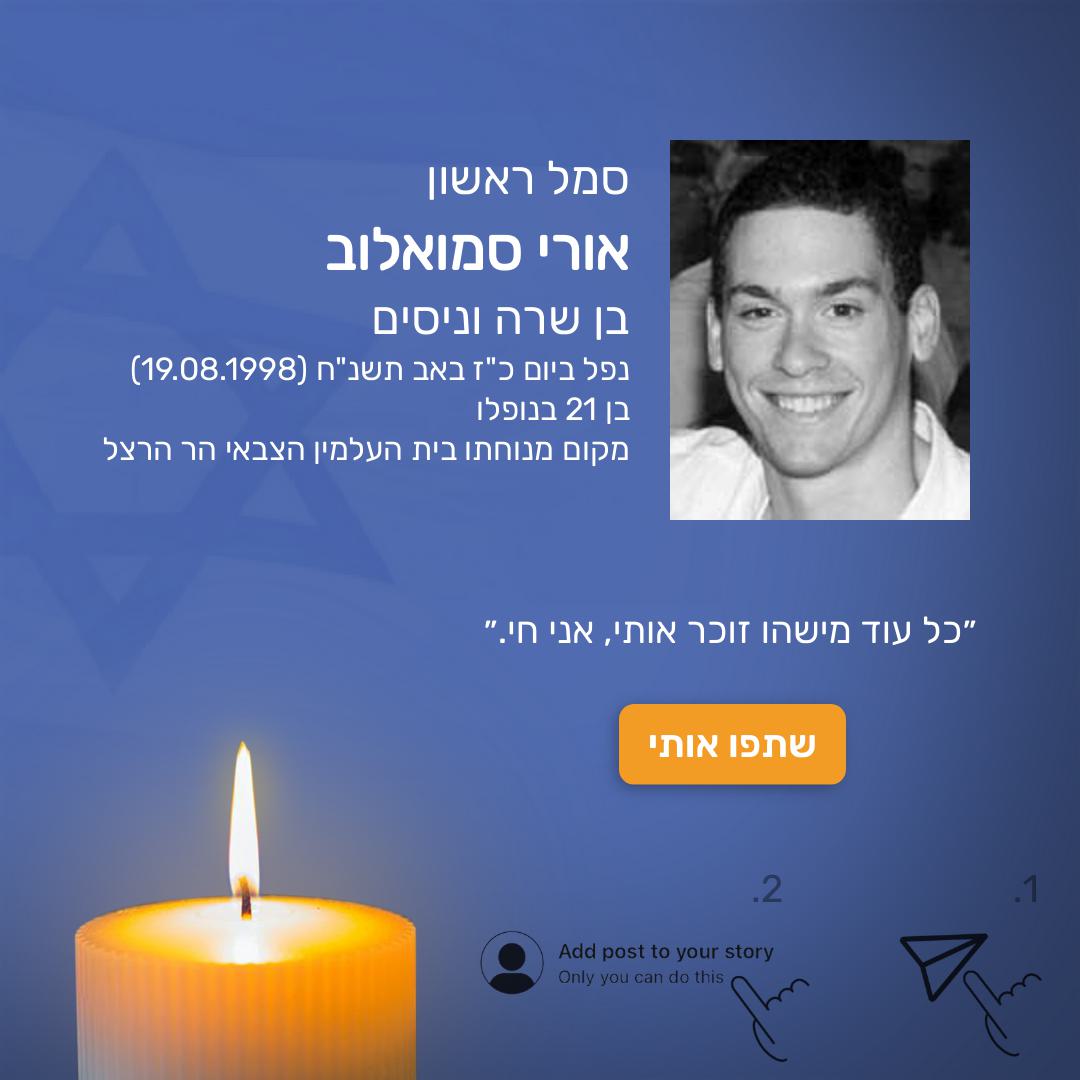 סמל ראשון
אורי סמואלוב
בן שרה וניסים
נפל ביום כ"ז באב תשנ"ח (19.08.1998)
בן 21 בנופלו
מקום מנוחתו בית העלמין הצבאי הר הרצל
״כל עוד מישהו זוכר אותי, אני חי.״
שתפו אותי
.1
.2
Add post to your story
Only you can do this